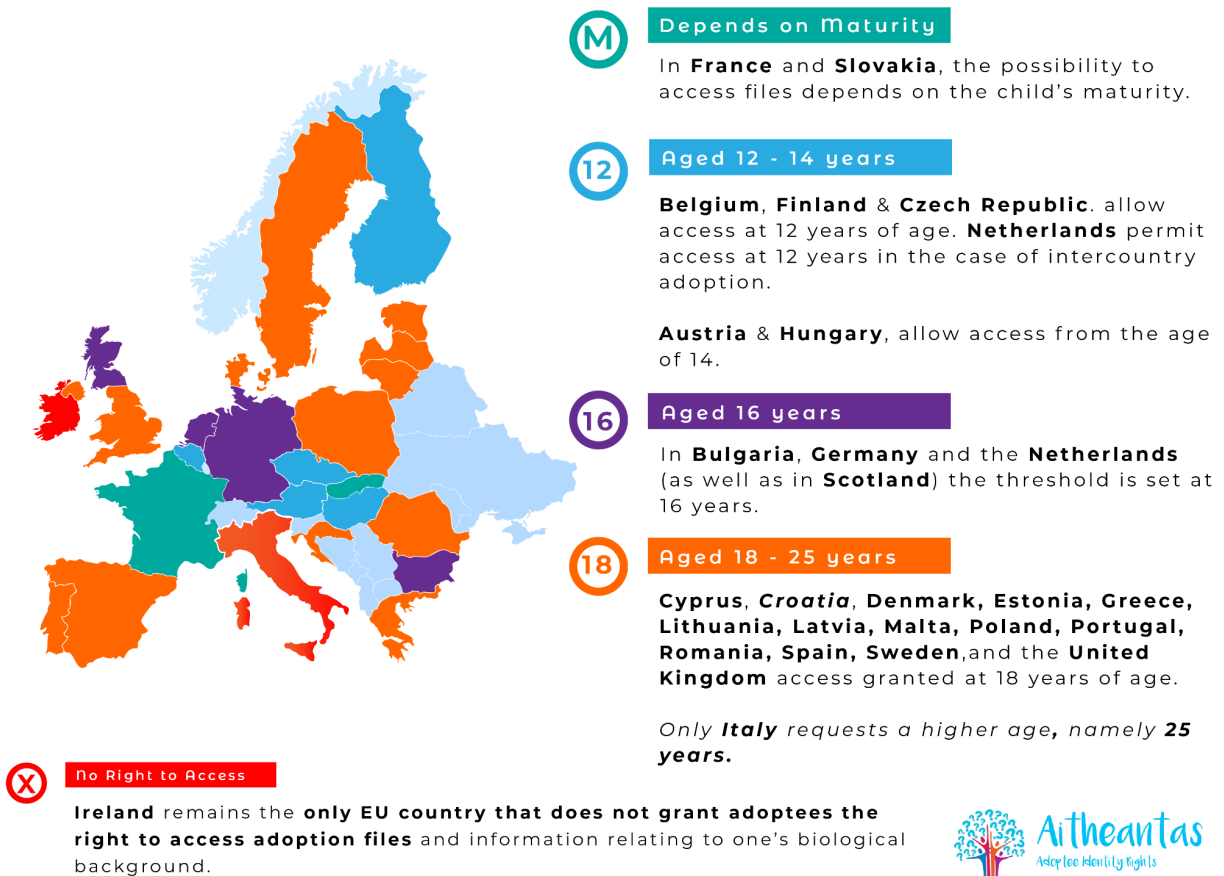 M
Depends on Maturity
In France and Slovakia, the possibility to
access files depends on the child's maturity.
12
Aged 12 - 14 years
Belgium, Finland & Czech Republic. allow
access at 12 years of age. Netherlands permit
access at 12 years in the case of intercountry
adoption.
Austria & Hungary, allow access from the age
of 14.
16
Aged 16 years
In Bulgaria, Germany and the Netherlands
(as well as in Scotland) the threshold is set at
16 years.
18
Aged 18 - 25 years
Cyprus, Croatia, Denmark, Estonia, Greece,
Lithuania, Latvia, Malta, Poland, Portugal,
Romania, Spain, Sweden,and the United
Kingdom access granted at 18 years of age.
Only Italy requests a higher age, namely 25
years.
X
No Right to Access
Ireland remains the only EU country that does not grant adoptees the
right to access adoption files and information relating to one's biological
background.
Aitheantas
Adoptee Identity Rights